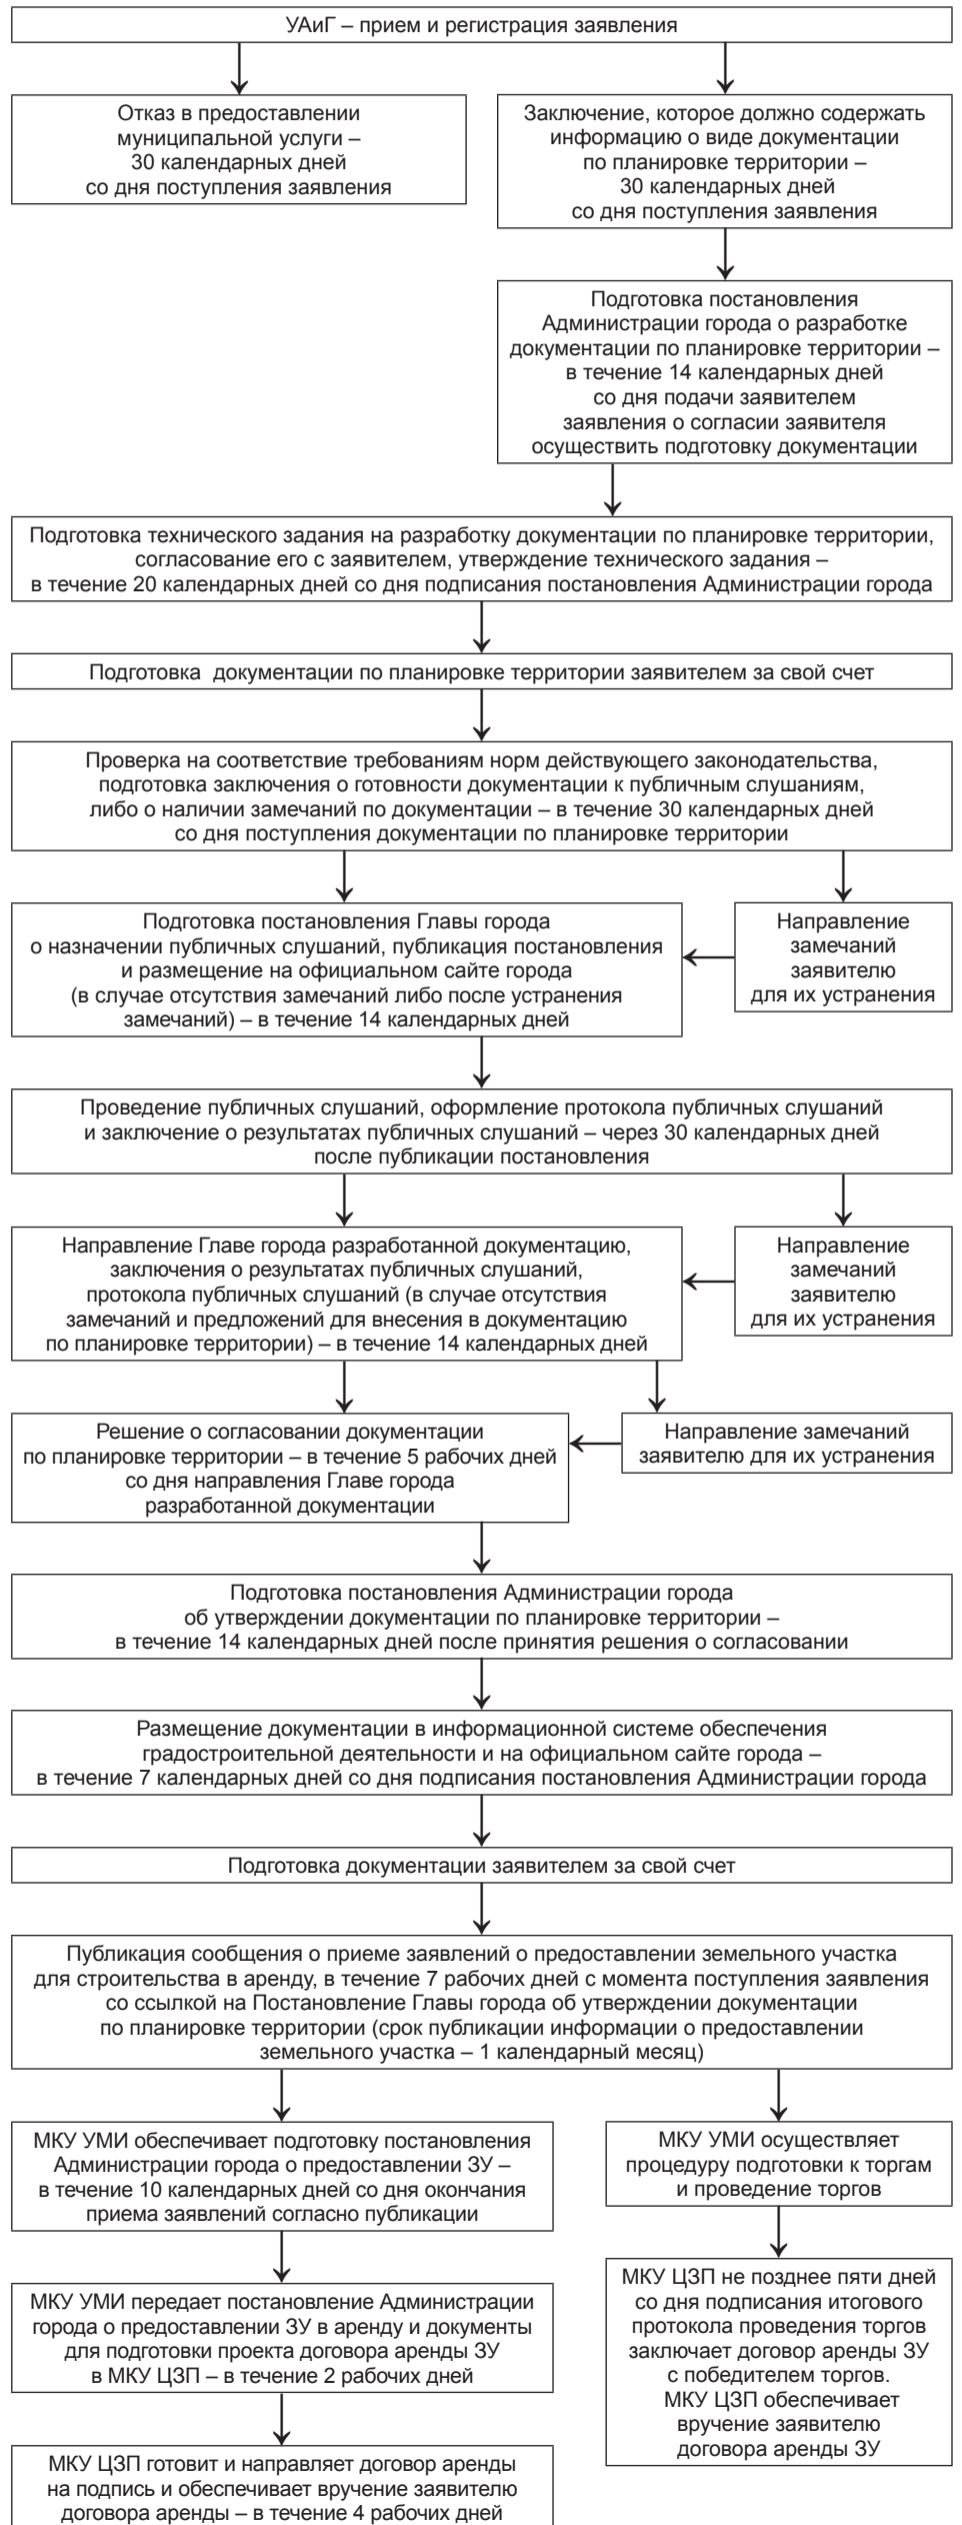 УАиГ – прием и регистрация заявления
Отказ в предоставлении
муниципальной услуги –
30 календарных дней
со дня поступления заявления
Заключение, которое должно содержать
информацию о виде документации
по планировке территории –
30 календарных дней
со дня поступления заявления
Подготовка постановления
Администрации города о разработке
документации по планировке территории –
в течение 14 календарных дней
со дня подачи заявителем
заявления о согласии заявителя
осуществить подготовку документации
Подготовка технического задания на разработку документации по планировке территории,
согласование его с заявителем, утверждение технического задания –
в течение 20 календарных дней со дня подписания постановления Администрации города
Подготовка документации по планировке территории заявителем за свой счет
Проверка на соответствие требованиям норм действующего законодательства,
подготовка заключения о готовности документации к публичным слушаниям,
либо о наличии замечаний по документации – в течение 30 календарных дней
со дня поступления документации по планировке территории
Подготовка постановления Главы города
о назначении публичных слушаний, публикация постановления
и размещение на официальном сайте города
(в случае отсутствия замечаний либо после устранения
замечаний) – в течение 14 календарных дней
Направление
замечаний
заявителю
для их устранения
Проведение публичных слушаний, оформление протокола публичных слушаний
и заключение о результатах публичных слушаний – через 30 календарных дней
после публикации постановления
Направление Главе города разработанной документацию,
заключения о результатах публичных слушаний,
протокола публичных слушаний (в случае отсутствия
замечаний и предложений для внесения в документацию
по планировке территории) – в течение 14 календарных дней
Направление
замечаний
заявителю
для их устранения
Решение о согласовании документации
по планировке территории – в течение 5 рабочих дней
со дня направления Главе города
разработанной документации
Направление замечаний
заявителю для их устранения
Подготовка постановления Администрации города
об утверждении документации по планировке территории –
в течение 14 календарных дней после принятия решения о согласовании
Размещение документации в информационной системе обеспечения
градостроительной деятельности и на официальном сайте города –
в течение 7 календарных дней со дня подписания постановления Администрации города
Подготовка документации заявителем за свой счет
Публикация сообщения о приеме заявлений о предоставлении земельного участка
для строительства в аренду, в течение 7 рабочих дней с момента поступления заявления
со ссылкой на Постановление Главы города об утверждении документации
по планировке территории (срок публикации информации о предоставлении
земельного участка – 1 календарный месяц)
МКУ УМИ обеспечивает подготовку постановления
Администрации города о предоставлении ЗУ –
в течение 10 календарных дней со дня окончания
приема заявлений согласно публикации
МКУ УМИ осуществляет
процедуру подготовки к торгам
и проведение торгов
МКУ УМИ передает постановление Администрации
города о предоставлении ЗУ в аренду и документы
для подготовки проекта договора аренды ЗУ
в МКУ ЦЗП – в течение 2 рабочих дней
МКУ ЦЗП не позднее пяти дней
со дня подписания итогового
протокола проведения торгов
заключает договор аренды ЗУ
с победителем торгов.
МКУ ЦЗП обеспечивает
вручение заявителю
договора аренды ЗУ
МКУ ЦЗП готовит и направляет договор аренды
на подпись и обеспечивает вручение заявителю
договора аренды – в течение 4 рабочих дней